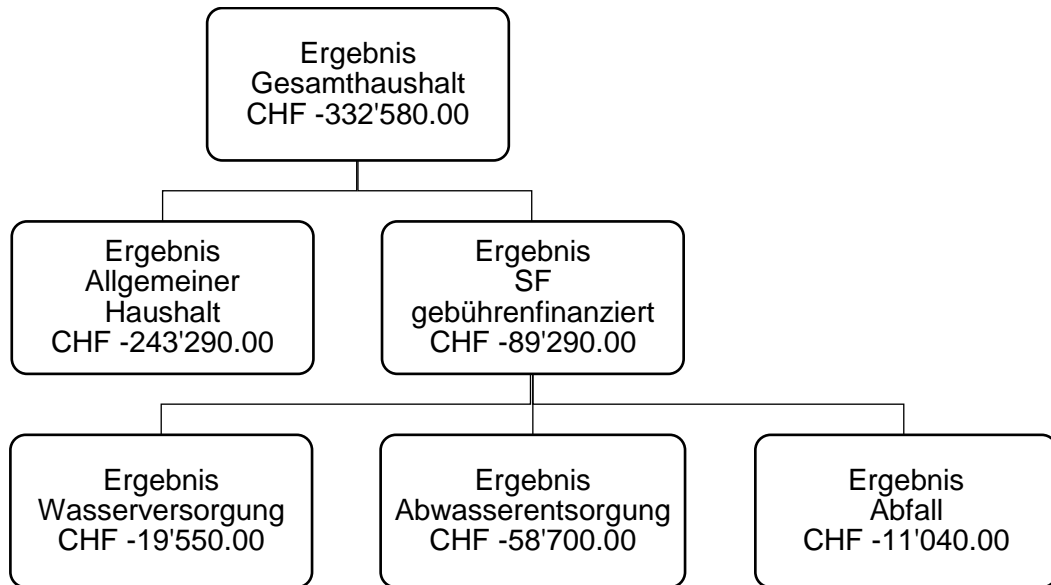 Ergebnis
Gesamthaushalt
CHF -332'580.00
Ergebnis
Allgemeiner
Haushalt
CHF -243'290.00
Ergebnis
SF
gebührenfinanziert
CHF -89'290.00
Ergebnis
Wasserversorgung
CHF -19'550.00
Ergebnis
Abwasserentsorgung
CHF -58'700.00
Ergebnis
Abfall
CHF -11'040.00